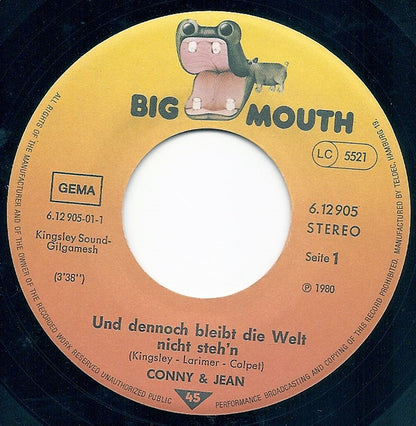 BIG MOUTH
LC 5521
GEMA
6.12 905-01-1
Kingsley Sound-
Gilgamesh
(3'38'')
6.12 905
STEREO
Seite 1
℗ 1980
Und dennoch bleibt die Welt
nicht steh'n
(Kingsley - Larimer - Calpet)
CONNY & JEAN
45
ALL RIGHTS OF THE MANUFACTURER AND OF THE OWNER OF THE RECORDED WORK RESERVED UNAUTHORIZED PUBLIC PERFORMANCE BROADCASTING AND COPYING OF THIS RECORD PROHIBITED. MANUFACTURED BY TELDEC, HAMBURG 19.